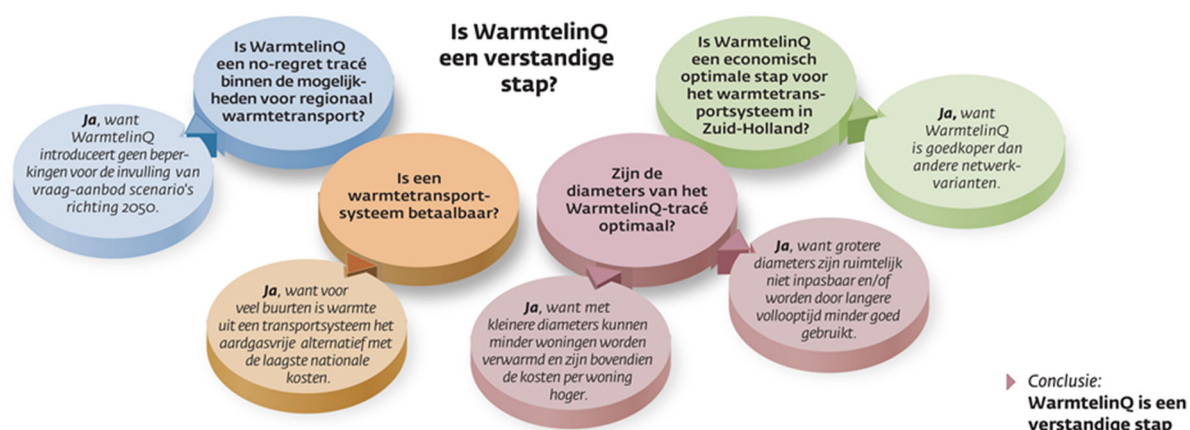 Is WarmtelinQ
een verstandige
stap?
Is WarmtelinQ
een no-regret tracé
binnen de mogelijk-
heden voor regionaal
warmtetransport?
Ja, want
WarmtelinQ
introduceert geen beper-
kingen voor de invulling van
vraag-aanbod scenario's
richting 2050.
Is een
warmtetransport-
systeem betaalbaar?
Ja, want voor
veel buurten is warmte
uit een transportsysteem het
aardgasvrije alternatief met
de laagste nationale
kosten.
Zijn de
diameters van het
WarmtelinQ-tracé
optimaal?
Ja, want met
kleinere diameters kunnen
minder woningen worden
verwarmd en zijn bovendien
de kosten per woning
hoger.
Ja, want grotere
diameters zijn ruimtelijk
niet inpasbaar en/of
worden door langere
vollooptijd minder goed
gebruikt.
Is WarmtelinQ
een economisch
optimale stap voor
het warmtetrans-
portsysteem in
Zuid-Holland?
Ja, want
WarmtelinQ
is goedkoper dan
andere netwerk-
varianten.
Conclusie:
WarmtelinQ is een
verstandige stap